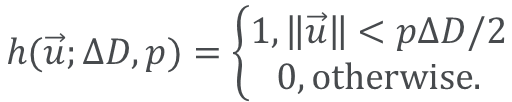 h(u⃗; ΔD, p) = {1, ‖u⃗‖ < pΔD/2
0, otherwise.